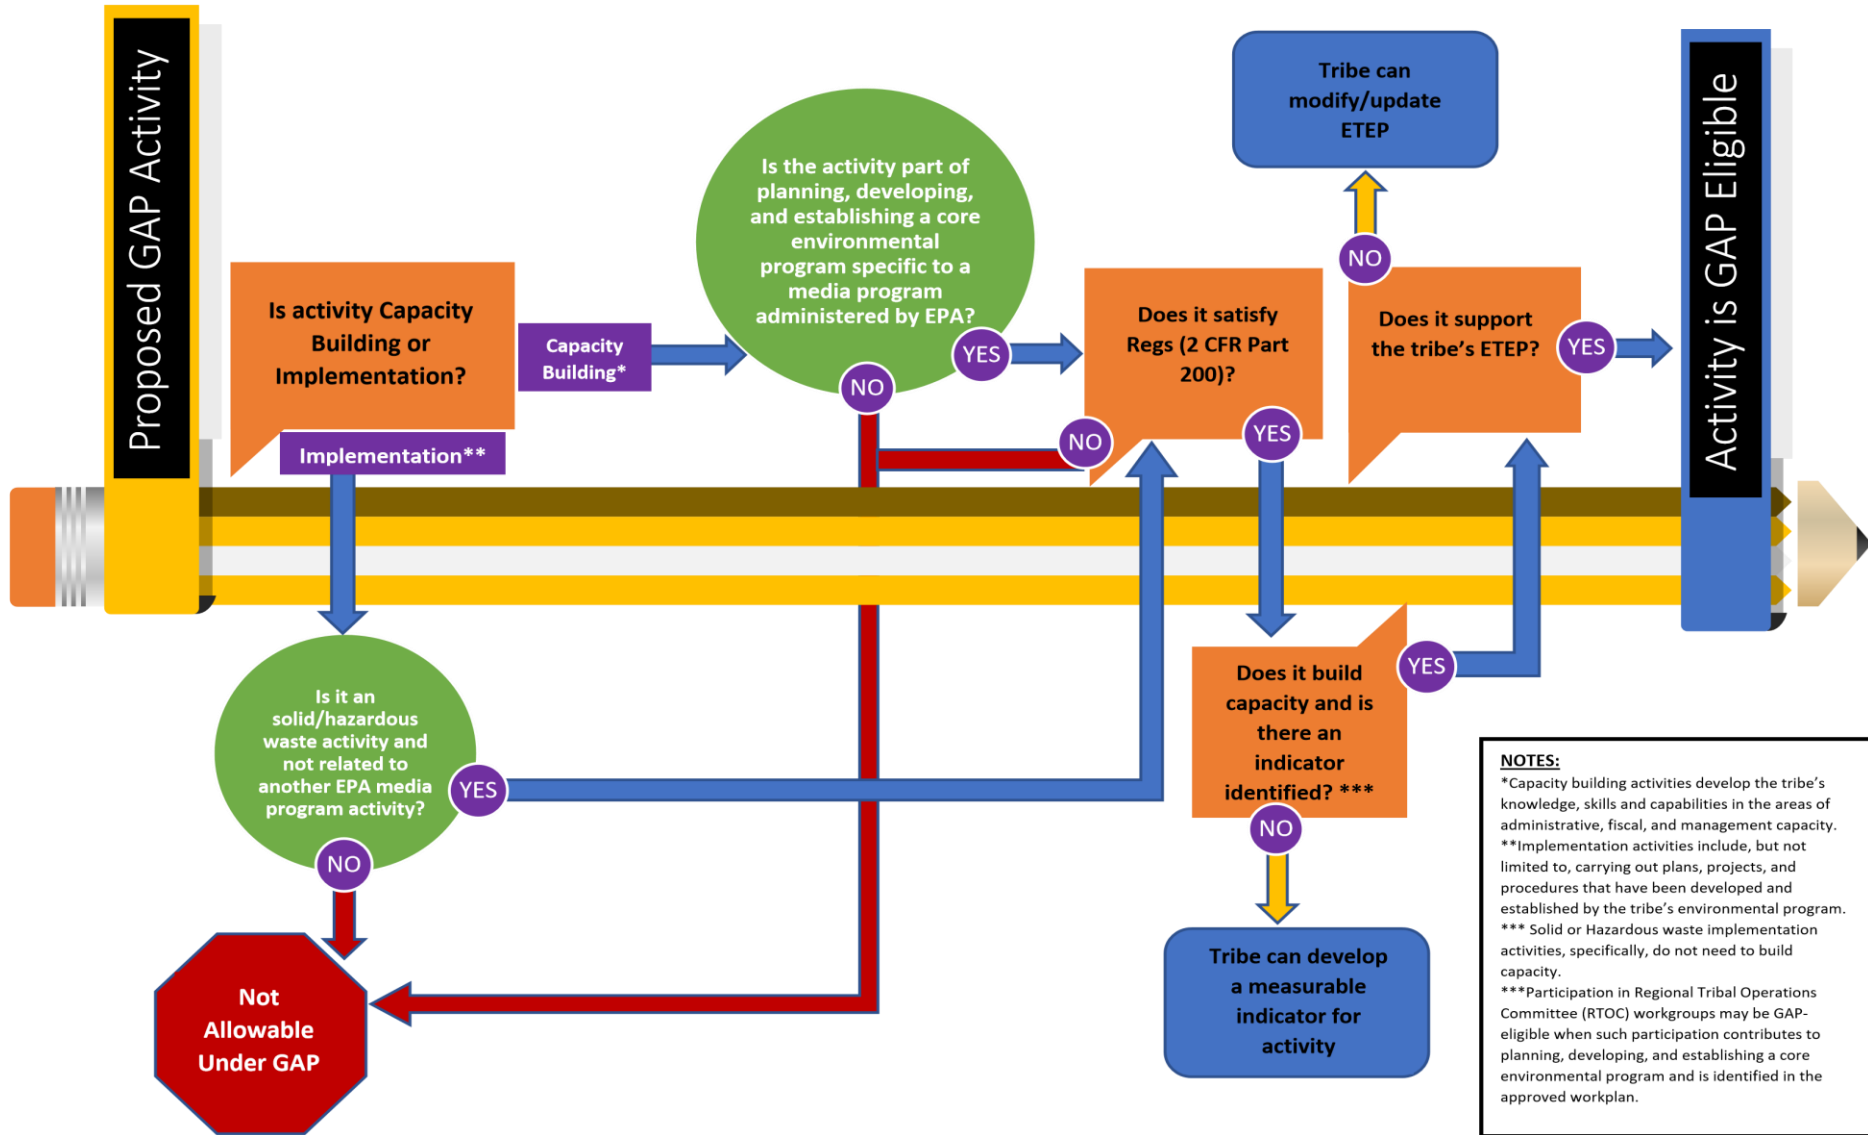 Proposed GAP Activity
Is activity Capacity
Building or
Implementation?
Capacity
Building*
Implementation**
Is the activity part of
planning, developing,
and establishing a core
environmental
program specific to a
media program
administered by EPA?
YES
NO
Does it satisfy
Regs (2 CFR Part
200)?
NO
YES
Tribe can
modify/update
ETEP
NO
Does it support
the tribe’s ETEP?
YES
Activity is GAP Eligible
Is it an
solid/hazardous
waste activity and
not related to
another EPA media
program activity?
YES
NO
Not
Allowable
Under GAP
Does it build
capacity and is
there an
indicator
identified? ***
YES
NO
Tribe can develop
a measurable
indicator for
activity
NOTES:
*Capacity building activities develop the tribe’s
knowledge, skills and capabilities in the areas of
administrative, fiscal, and management capacity.
**Implementation activities include, but not
limited to, carrying out plans, projects, and
procedures that have been developed and
established by the tribe’s environmental program.
*** Solid or Hazardous waste implementation
activities, specifically, do not need to build
capacity.
***Participation in Regional Tribal Operations
Committee (RTOC) workgroups may be GAP-
eligible when such participation contributes to
planning, developing, and establishing a core
environmental program and is identified in the
approved workplan.